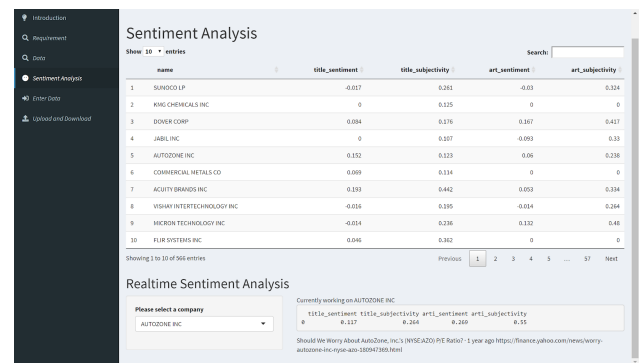 Introduction
Requirement
Data
Sentiment Analysis
Enter Data
Upload and Download
Sentiment Analysis
Show 10 entries
Search:
name title_sentiment title_subjectivity art_sentiment art_subjectivity
1 SUNOCO LP -0.017 0.261 -0.03 0.324
2 KMG CHEMICALS INC 0 0.125 0 0
3 DOVER CORP 0.084 0.176 0.167 0.417
4 JABIL INC 0 0.107 -0.093 0.33
5 AUTOZONE INC 0.152 0.123 0.06 0.238
6 COMMERCIAL METALS CO 0.069 0.114 0 0
7 ACUITY BRANDS INC 0.193 0.442 0.053 0.334
8 VISHAY INTERTECHNOLOGY INC -0.016 0.195 -0.014 0.264
9 MICRON TECHNOLOGY INC -0.014 0.236 0.132 0.48
10 FLIR SYSTEMS INC 0.046 0.362 0 0
Showing 1 to 10 of 566 entries
Previous 1 2 3 4 5 ... 57 Next
Realtime Sentiment Analysis
Please select a company
AUTOZONE INC
Currently working on AUTOZONE INC
title_sentiment title_subjectivity arti_sentiment arti_subjectivity
0 0.117 0.264 0.269 0.55
Should We Worry About AutoZone, Inc.'s (NYSE:AZO) P/E Ratio? - 1 year ago https://finance.yahoo.com/news/worry-
autozone-inc-nyse-azo-180947369.html